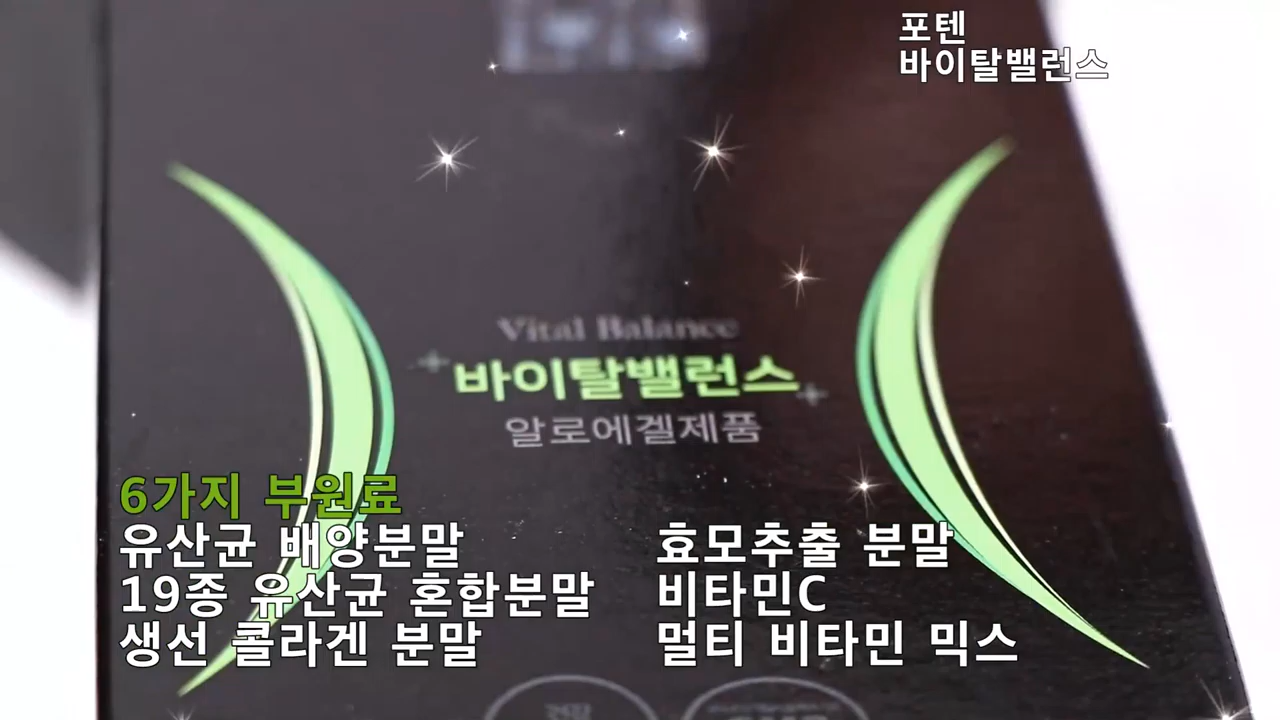 포텐
바이탈밸런스
Vital Balance
바이탈밸런스
알로에겔제품
6가지 부원료
유산균 배양분말
19종 유산균 혼합분말
생선 콜라겐 분말
효모추출 분말
비타민C
멀티 비타민 믹스
건강